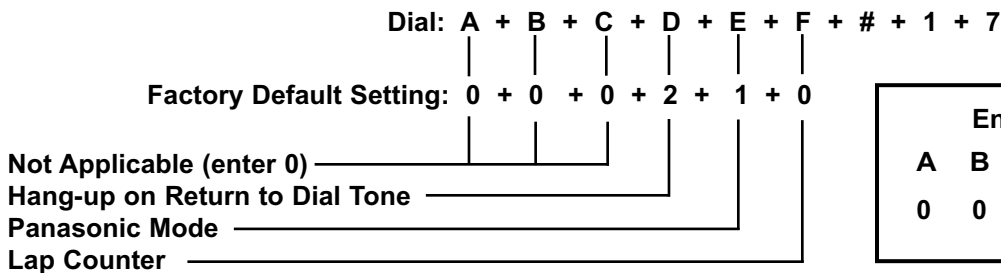 Dial: A + B + C + D + E + F + # + 1 + 7
Factory Default Setting: 0 + 0 + 0 + 2 + 1 + 0
Not Applicable (enter 0)
Hang-up on Return to Dial Tone
Panasonic Mode
Lap Counter
A B
0 0